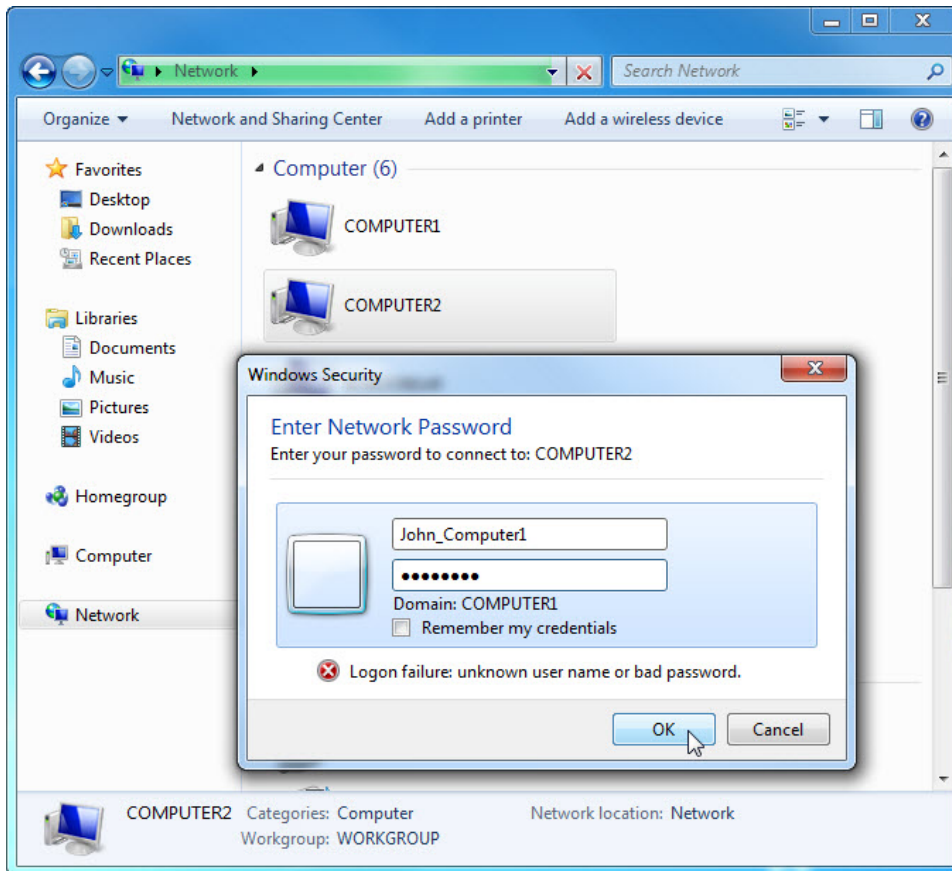 Network
Search Network
Organize
Network and Sharing Center
Add a printer
Add a wireless device
Favorites
Desktop
Downloads
Recent Places
Libraries
Documents
Music
Pictures
Videos
Homegroup
Computer
Network
Computer (6)
COMPUTER1
COMPUTER2
Windows Security
Enter Network Password
Enter your password to connect to: COMPUTER2
John_Computer1
Domain: COMPUTER1
Remember my credentials
Logon failure: unknown user name or bad password.
OK
Cancel
COMPUTER2 Categories: Computer Network location: Network
Workgroup: WORKGROUP